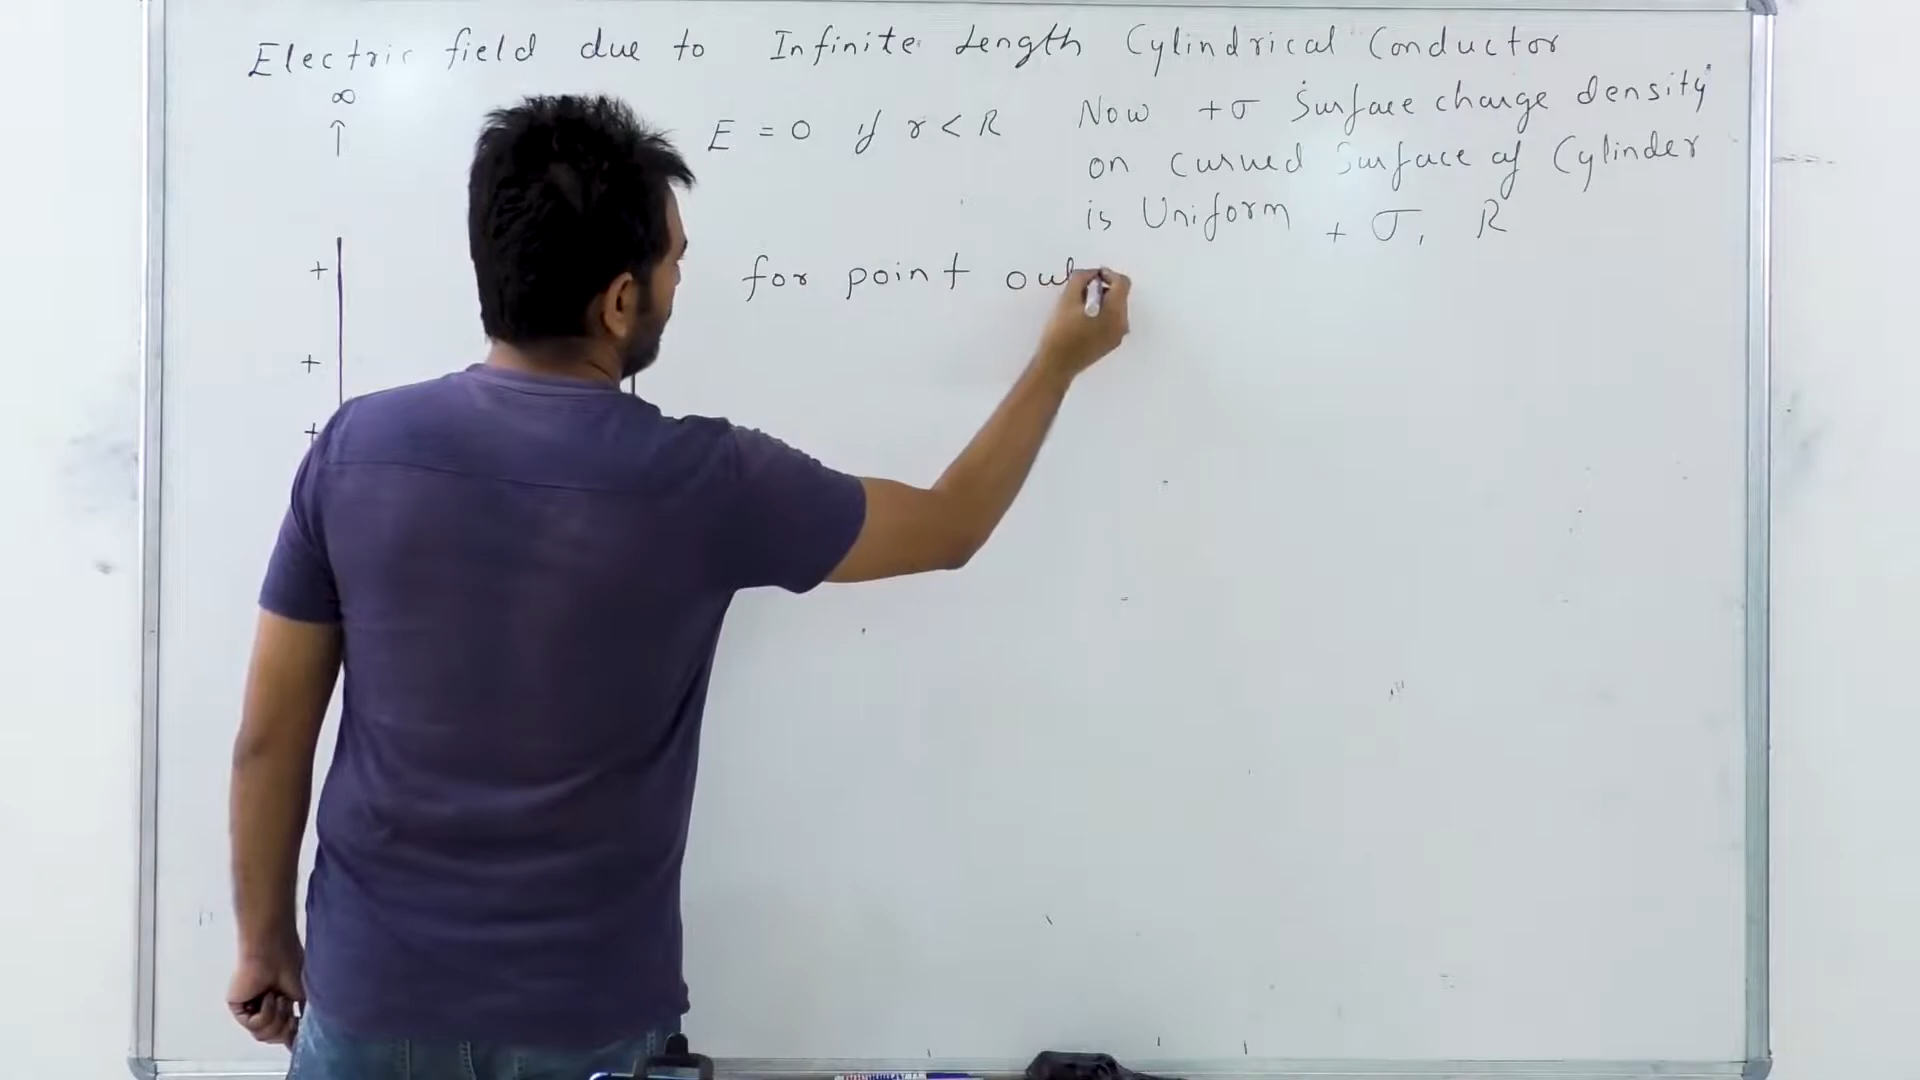 Electric field due to Infinite Length Cylindrical Conductor
∞
↑
E = 0 if r < R
Now +σ Surface charge density
on curved Surface of Cylinder
is Uniform + σ, R
+
for point out
+
+